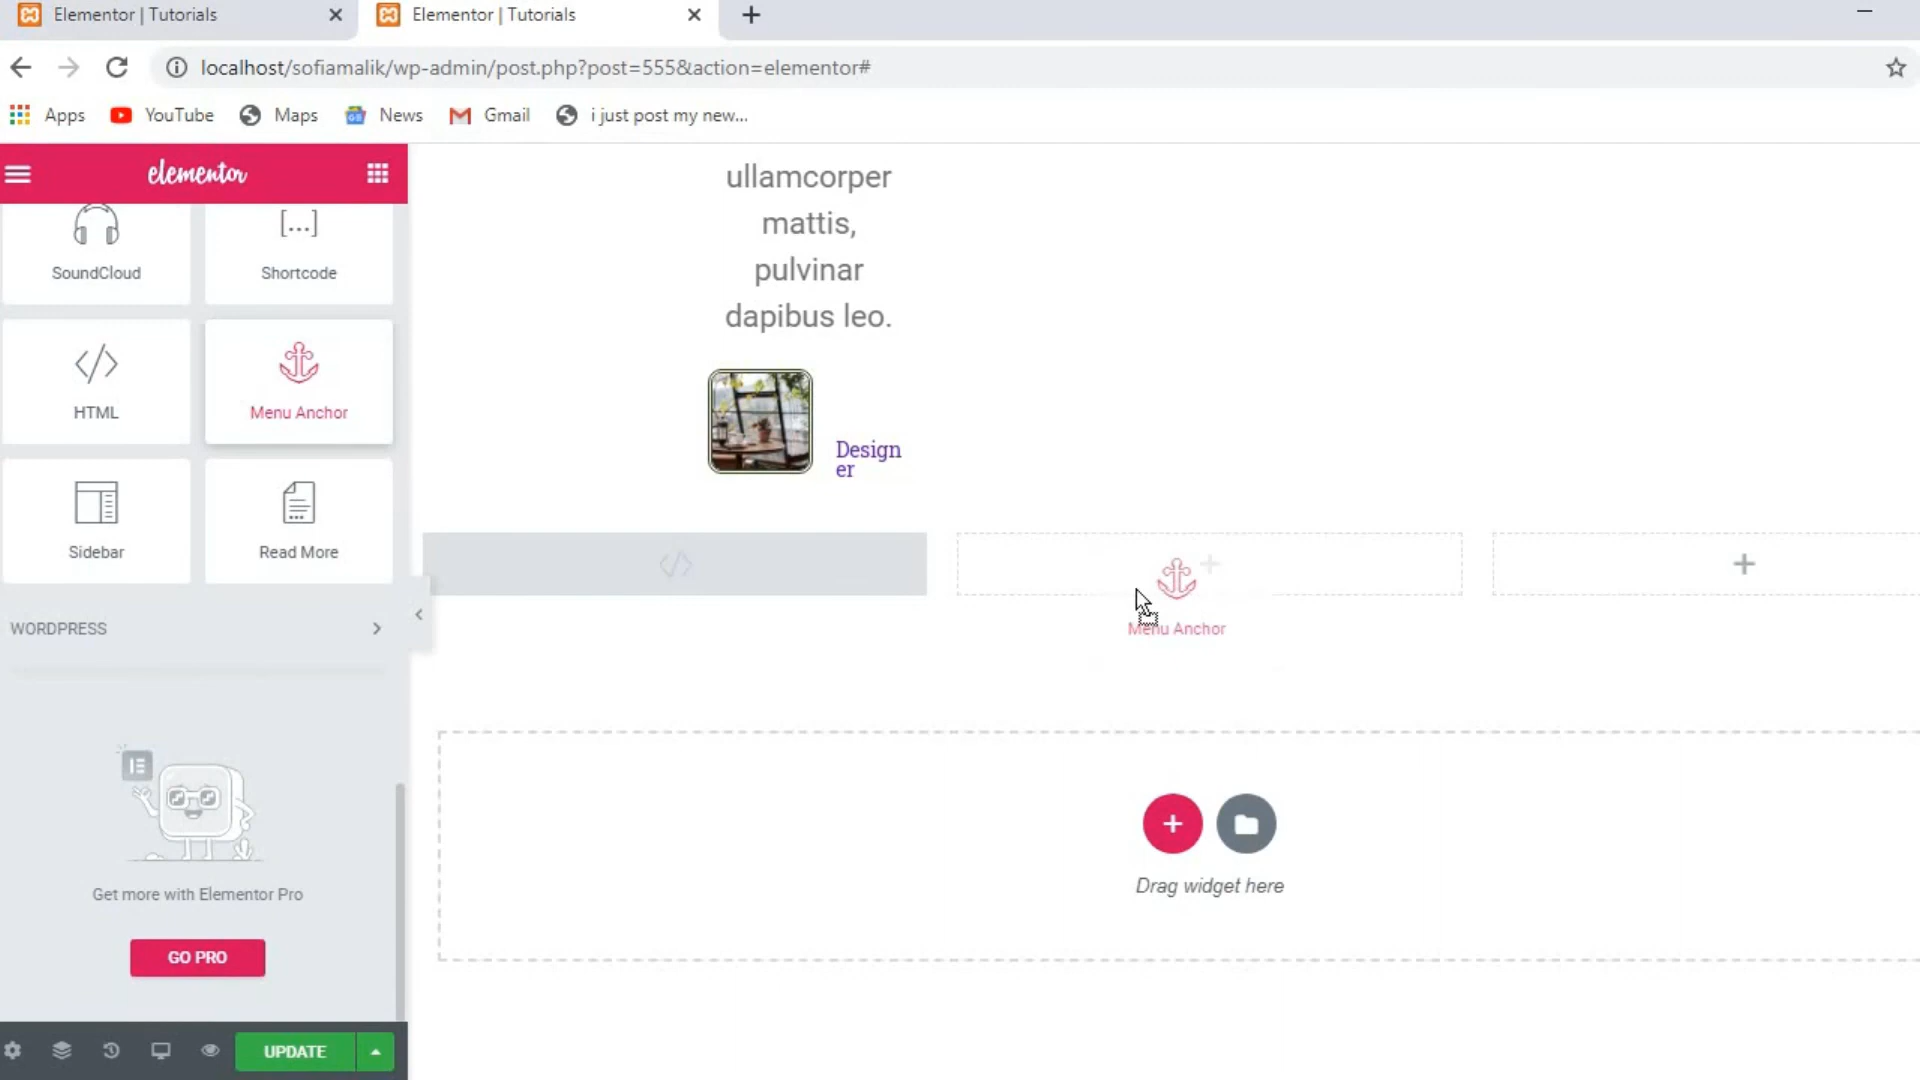 Elementor | Tutorials
Elementor | Tutorials
localhost/sofiamalik/wp-admin/post.php?post=555&action=elementor#
Apps
YouTube
Maps
News
Gmail
i just post my new...
elementor
SoundCloud
[...]
Shortcode
HTML
Menu Anchor
Sidebar
Read More
WORDPRESS
Get more with Elementor Pro
GO PRO
UPDATE
ullamcorper
mattis,
pulvinar
dapibus leo.
Design
er
Menu Anchor
Drag widget here